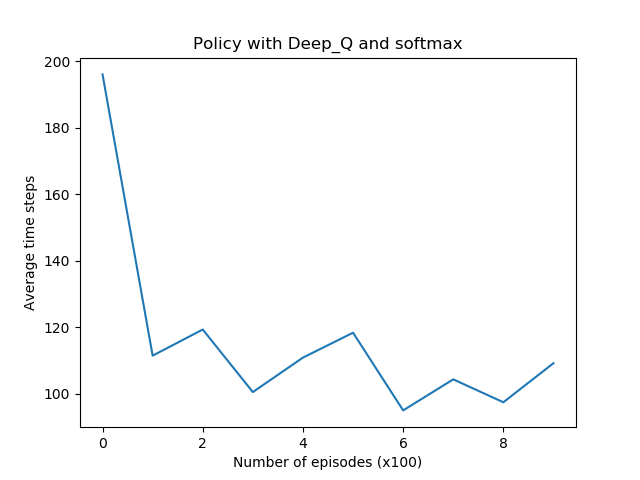 Policy with Deep_Q and softmax
200
180
160
140
120
100
Average time steps
0 2 4 6 8
Number of episodes (x100)